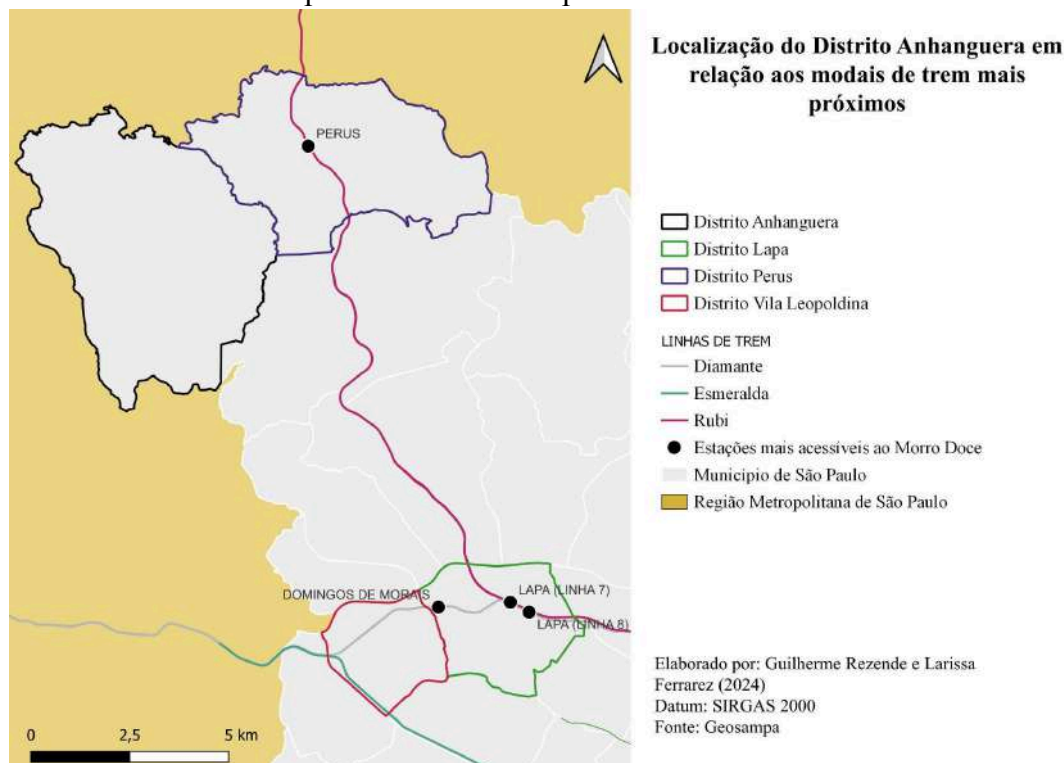 Localização do Distrito Anhanguera em
relação aos modais de trem mais
próximos
PERUS
Distrito Anhanguera
Distrito Lapa
Distrito Perus
Distrito Vila Leopoldina
LINHAS DE TREM
Diamante
Esmeralda
Rubi
Estações mais acessíveis ao Morro Doce
Município de São Paulo
Região Metropolitana de São Paulo
DOMINGOS DE MORAIS
LAPA (LINHA 7)
LAPA (LINHA 8)
Elaborado por: Guilherme Rezende e Larissa
Ferrarez (2024)
Datum: SIRGAS 2000
Fonte: Geosampa
0 2,5 5 km